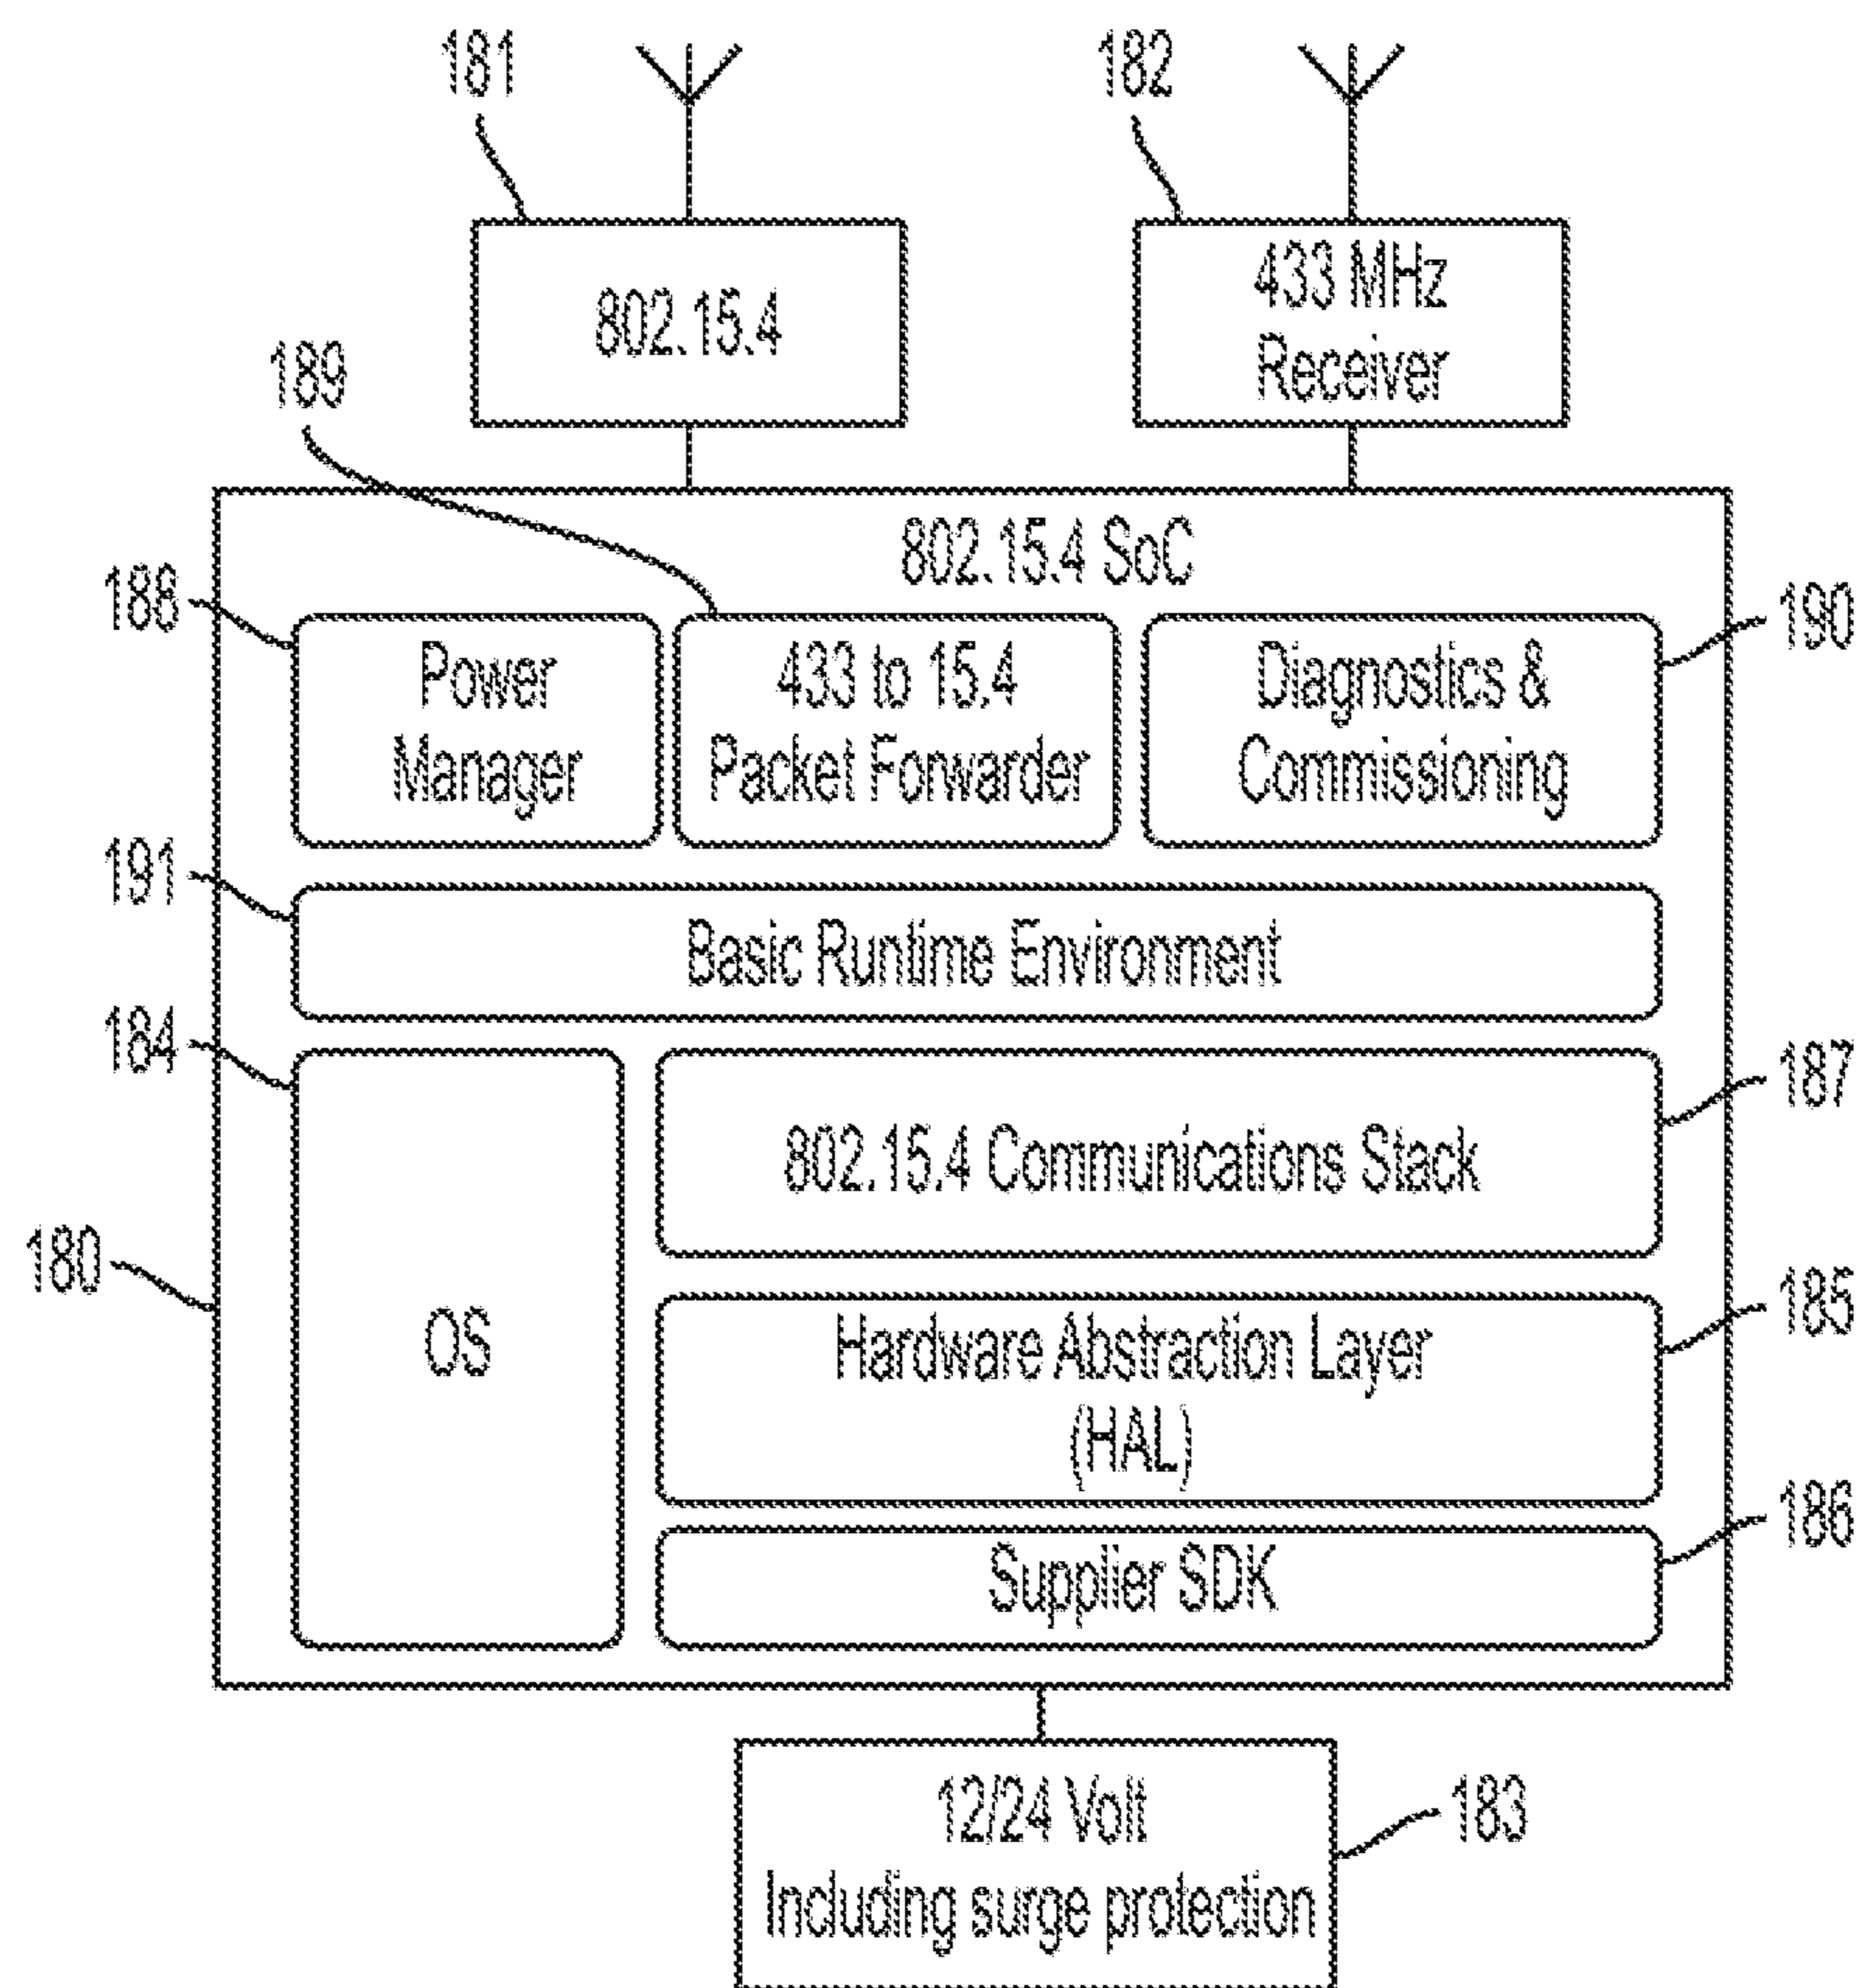 181
182
802.15.4
433 MHz
Receiver
189
802.15.4 SoC
188
190
Power
Manager
433 to 15.4
Packet Forwarder
Diagnostics &
Commissioning
191
Basic Runtime Environment
184
187
802.15.4 Communications Stack
180
OS
185
Hardware Abstraction Layer
(HAL)
186
Supplier SDK
12/24 Volt
Including surge protection
183